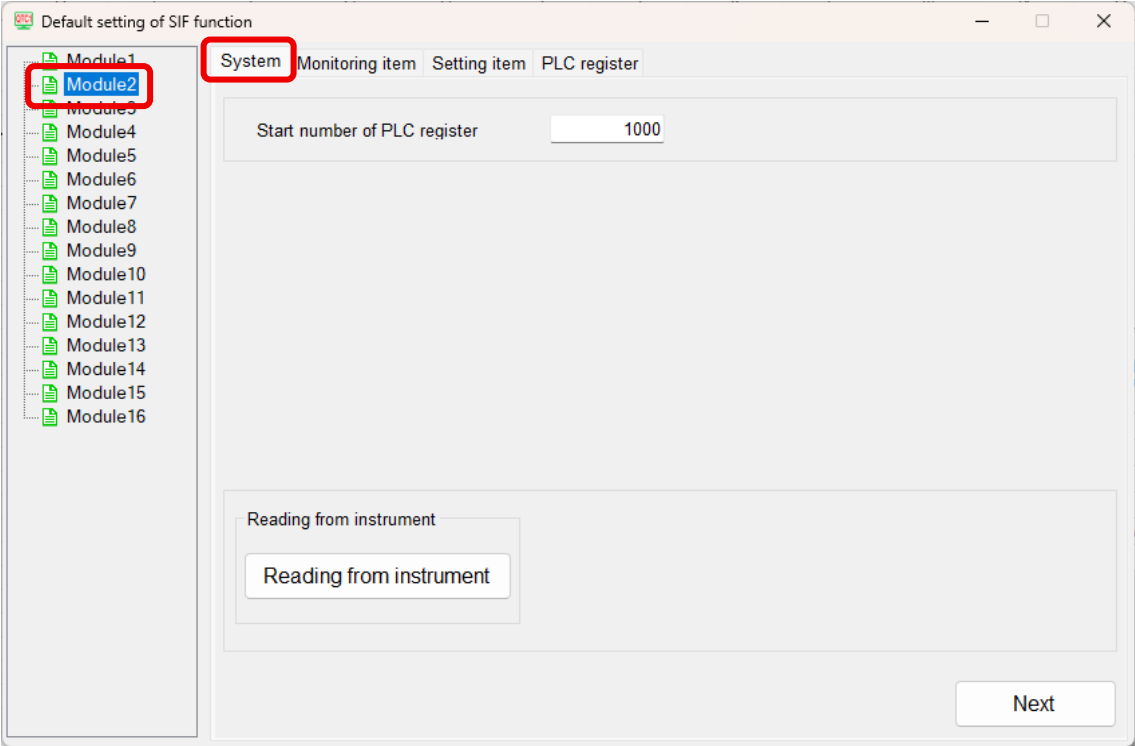 QTC1 Default setting of SIF function
Module1
Module2
Module3
Module4
Module5
Module6
Module7
Module8
Module9
Module10
Module11
Module12
Module13
Module14
Module15
Module16
System Monitoring item Setting item PLC register
Start number of PLC register 1000
Reading from instrument
Reading from instrument
Next